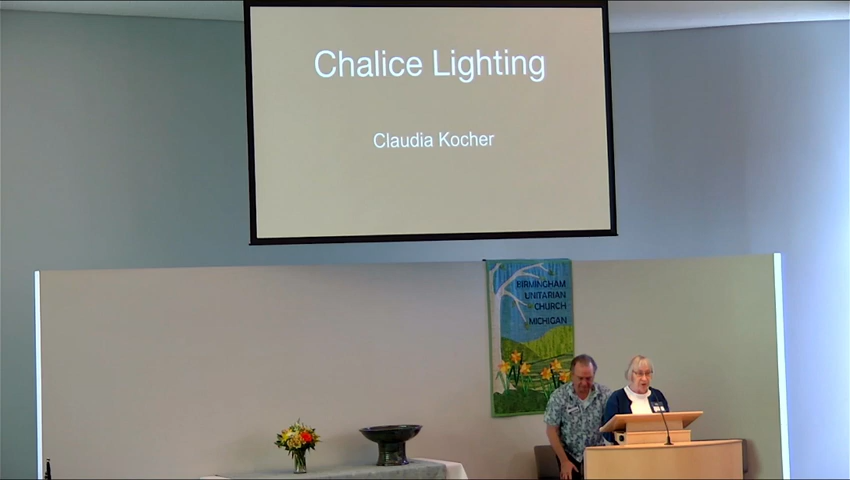 Chalice Lighting
Claudia Kocher
BIRMINGHAM
UNITARIAN
CHURCH
MICHIGAN